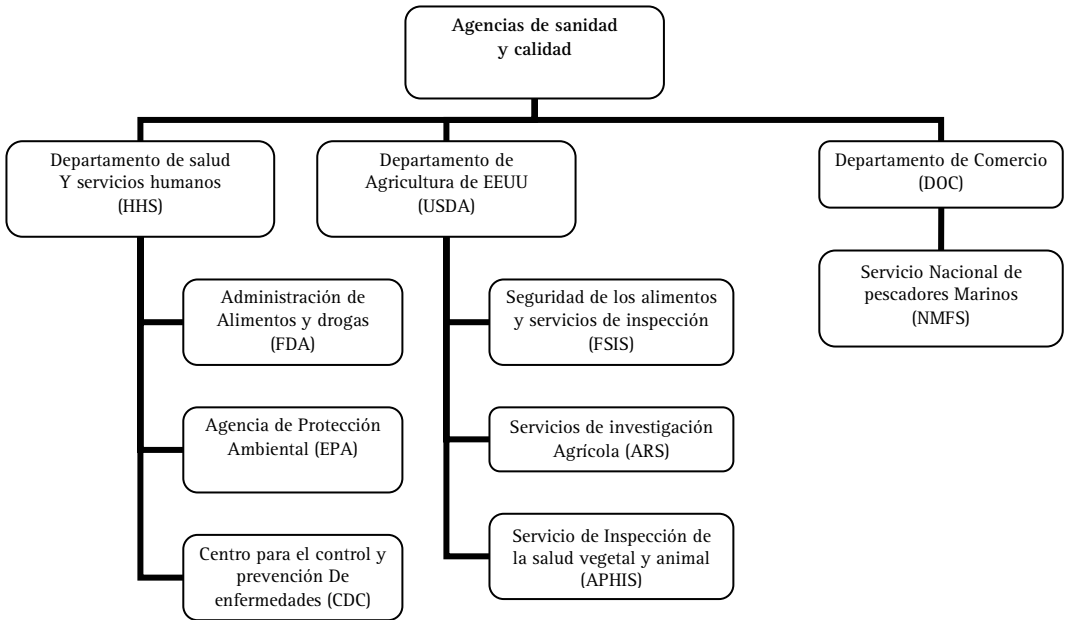 Agencias de sanidad
y calidad
Departamento de salud
Y servicios humanos
(HHS)
Administración de
Alimentos y drogas
(FDA)
Agencia de Protección
Ambiental (EPA)
Centro para el control y
prevención De
enfermedades (CDC)
Departamento de
Agricultura de EEUU
(USDA)
Seguridad de los alimentos
y servicios de inspección
(FSIS)
Servicios de investigación
Agrícola (ARS)
Servicio de Inspección de
la salud vegetal y animal
(APHIS)
Departamento de Comercio
(DOC)
Servicio Nacional de
pescadores Marinos
(NMFS)